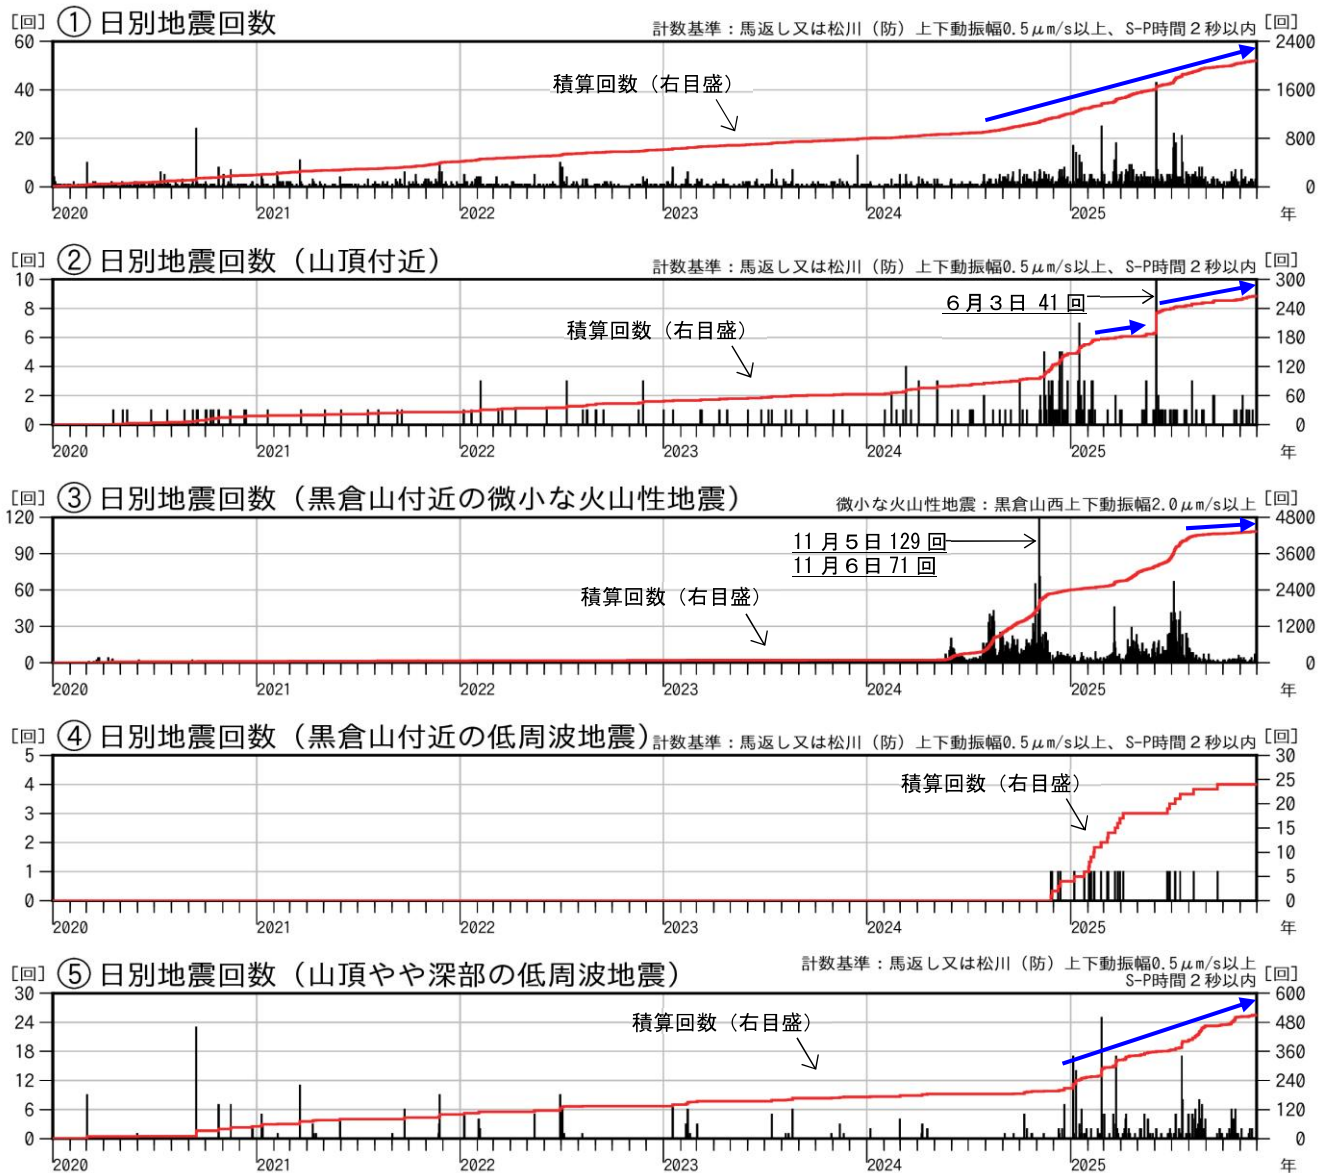 [回] ① 日別地震回数 計数基準：馬返し又は松川（防）上下動振幅0.5μm/s以上、S-P時間２秒以内 [回]
60 2400
積算回数（右目盛）
40 1600
20 800
0 0
2020 2021 2022 2023 2024 2025 年
[回] ② 日別地震回数（山頂付近） 計数基準：馬返し又は松川（防）上下動振幅0.5μm/s以上、S-P時間２秒以内 [回]
10 300
６月３日 41 回
8 240
積算回数（右目盛）
6 180
4 120
2 60
0 0
2020 2021 2022 2023 2024 2025 年
[回] ③ 日別地震回数（黒倉山付近の微小な火山性地震） 微小な火山性地震：黒倉山西上下動振幅2.0μm/s以上 [回]
120 4800
11 月５日 129 回
90 3600
11 月６日 71 回
積算回数（右目盛）
60 2400
30 1200
0 0
2020 2021 2022 2023 2024 2025 年
[回] ④ 日別地震回数（黒倉山付近の低周波地震） 計数基準：馬返し又は松川（防）上下動振幅0.5μm/s以上、S-P時間２秒以内 [回]
5 30
積算回数（右目盛）
25
4
20
3
15
2
10
1 5
0 0
2020 2021 2022 2023 2024 2025 年
[回] ⑤ 日別地震回数（山頂やや深部の低周波地震） 計数基準：馬返し又は松川（防）上下動振幅0.5μm/s以上 [回]
S-P時間２秒以内
30 600
積算回数（右目盛）
24 480
18 360
12 240
6 120
0 0
2020 2021 2022 2023 2024 2025 年